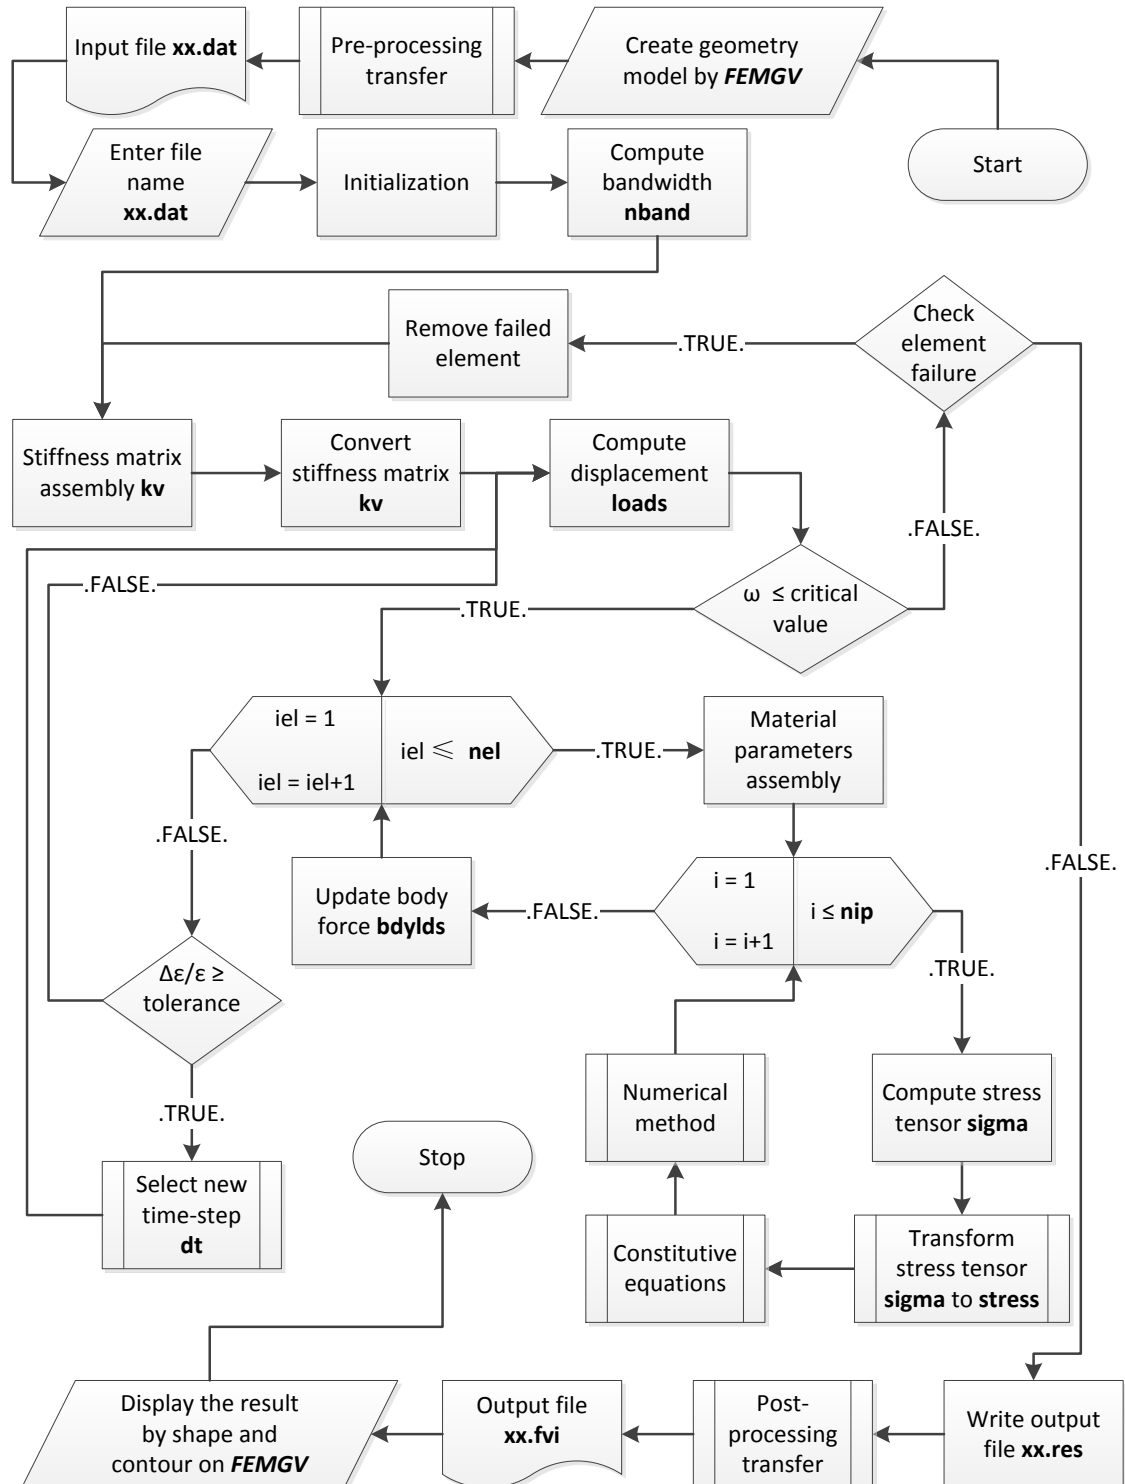 Input file xx.dat
Pre-processing
transfer
Create geometry
model by FEMGV
Start
Enter file
name
xx.dat
Initialization
Compute
bandwidth
nband
Remove failed
element
.TRUE.
Check
element
failure
Stiffness matrix
assembly kv
Convert
stiffness matrix
kv
Compute
displacement
loads
.FALSE.
.FALSE.
.TRUE.
ω ≤ critical
value
iel = 1
iel = iel+1
iel ≤ nel
.TRUE.
Material
parameters
assembly
.FALSE.
.FALSE.
Update body
force bdylds
.FALSE.
i = 1
i = i+1
i ≤ nip
.TRUE.
Δε/ε ≥
tolerance
.TRUE.
Numerical
method
Compute stress
tensor sigma
Stop
Select new
time-step
dt
Constitutive
equations
Transform
stress tensor
sigma to stress
Display the result
by shape and
contour on FEMGV
Output file
xx.fvi
Post-
processing
transfer
Write output
file xx.res